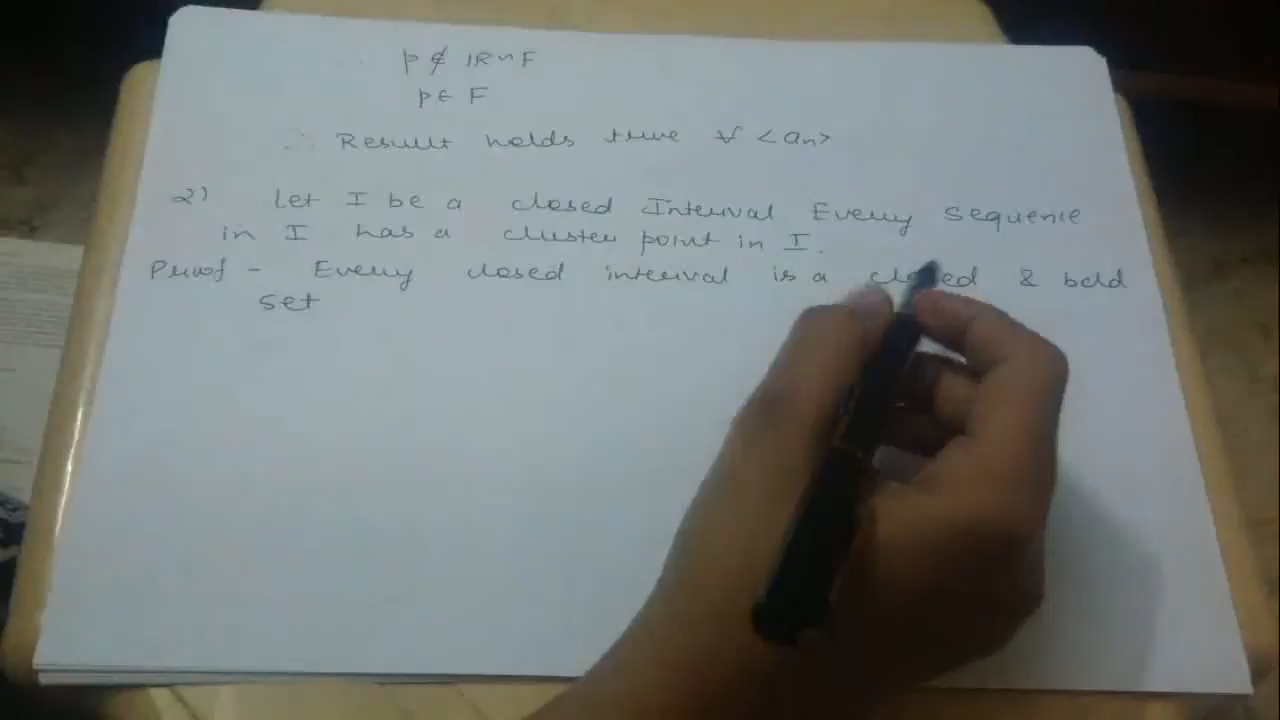 p ∉ IR ~ F
p ∈ F
∴ Result holds true ∀ <an>
2) Let I be a closed Interval Every sequence
in I has a cluster point in I.
Proof - Every closed interval is a closed & bdd
set